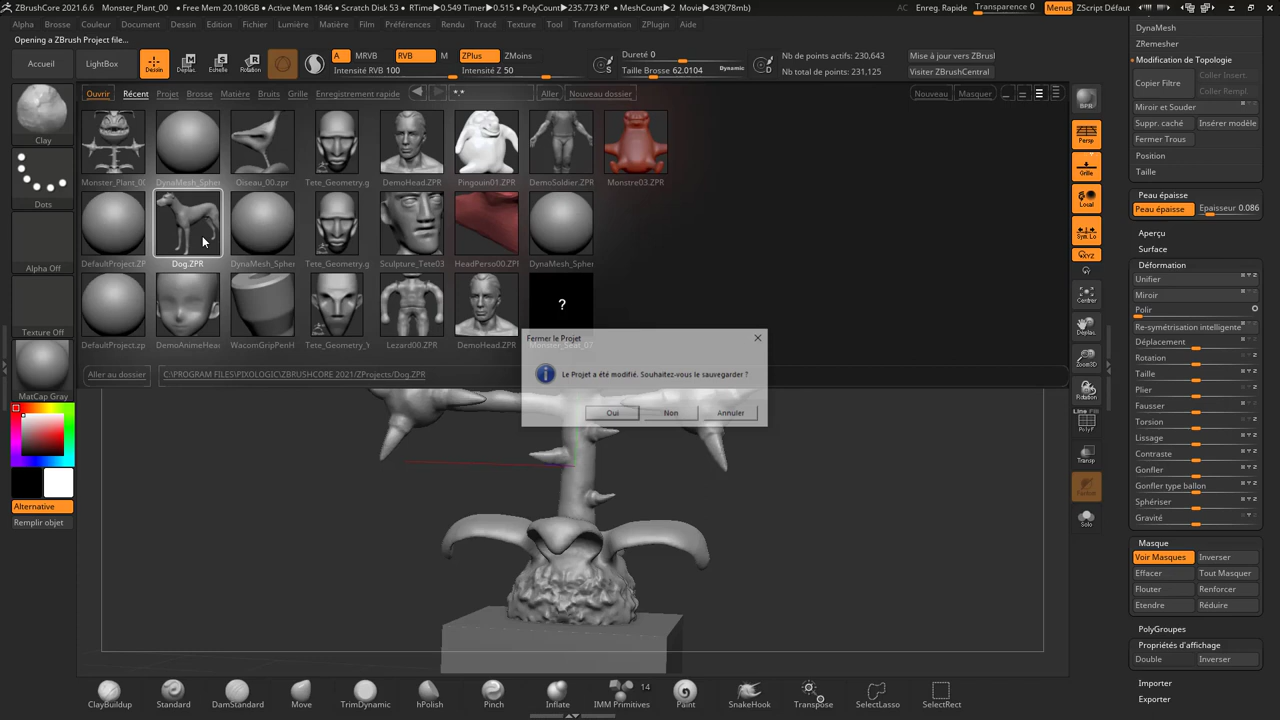 ZBrushCore 2021.6.6 Monster_Plant_00 • Free Mem 20.108GB • Active Mem 1846 • Scratch Disk 53 • RTime▶0.549 Timer▶0.515 • PolyCount▶235.773 KP • MeshCount▶2 Movie▶439(78mb) AC Enreg. Rapide Transparence 0 Menus ZScript Défaut
Alpha Brosse Couleur Document Dessin Edition Fichier Lumière Matière Film Préférences Rendu Tracé Texture Tool Transformation ZPlugin Aide
Opening a ZBrush Project file...
Accueil LightBox Dessin Déplac. Echelle Rotation A MRVB RVB M ZPlus ZMoins Dureté 0 Nb de points actifs: 230,643 Mise à jour vers ZBrusl
Intensité RVB 100 Intensité Z 50 Taille Brosse 62.0104 Dynamic Nb total de points: 231,125 Visiter ZBrushCentral
Ouvrir Récent Projet Brosse Matière Bruits Grille Enregistrement rapide ** Aller Nouveau dossier Nouveau Masquer
Monster_Plant_00 DynaMesh_Spher Oiseau_00.zpr Tete_Geometry.g DemoHead.ZPR Pingouin01.ZPR DemoSoldier.ZPR Monstre03.ZPR
DefaultProject.ZP Dog.ZPR DynaMesh_Spher Tete_Geometry.g Sculpture_Tete03 HeadPerso00.ZPR DynaMesh_Spher
?
DefaultProject.zp DemoAnimeHea WacomGripPenH Tete_Geometry_Y Lezard00.ZPR DemoHead.ZPR
Aller au dossier C:\PROGRAM FILES\PIXOLOGIC\ZBRUSHCORE 2021/ZProjects/Dog.ZPR
Fermer le Projet
Le Projet a été modifié. Souhaitez-vous le sauvegarder ?
Oui Non Annuler
Clay
Dots
Alpha Off
Texture Off
MatCap Gray
Alternative
Remplir objet
BPR
Persp
Grille
Local
Sym. Lo
XYZ
Centrer
Déplac.
Zoom3D
Rotation
Line Fill
PolyF
Transp
Solo
DynaMesh
ZRemesher
Modification de Topologie
Copier Filtre Coller Insert.
Coller Rempl.
Miroir et Souder
Suppr. caché Insérer modèle
Fermer Trous
Position
Taille
Peau épaisse
Peau épaisse Epaisseur 0.086
Aperçu
Surface
Déformation
Unifier
Miroir
Polir
Re-symétrisation intelligente
Déplacement
Rotation
Taille
Plier
Fausser
Torsion
Lissage
Contraste
Gonfler
Gonfler type ballon
Sphériser
Gravité
Masque
Voir Masques Inverser
Effacer Tout Masquer
Flouter Renforcer
Etendre Réduire
PolyGroupes
Propriétés d'affichage
Double Inverser
Importer
Exporter
14
ClayBuildup Standard DamStandard Move TrimDynamic hPolish Pinch Inflate IMM Primitives Paint SnakeHook Transpose SelectLasso SelectRect